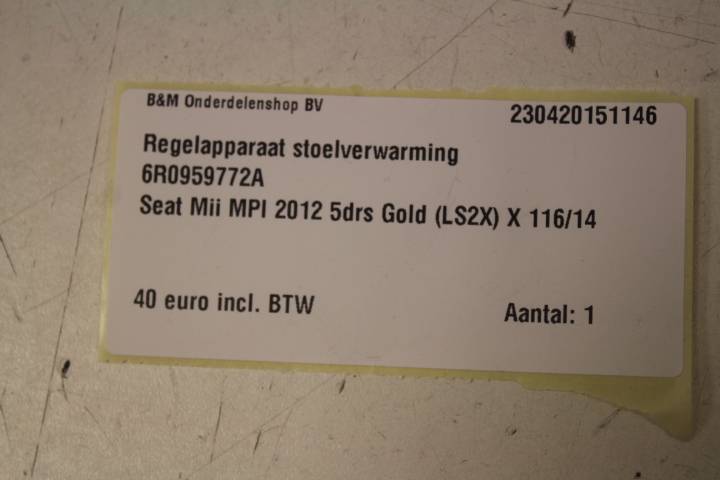 B&M Onderdelenshop BV
230420151146
Regelapparaat stoelverwarming
6R0959772A
Seat Mii MPI 2012 5drs Gold (LS2X) X 116/14
40 euro incl. BTW
Aantal: 1